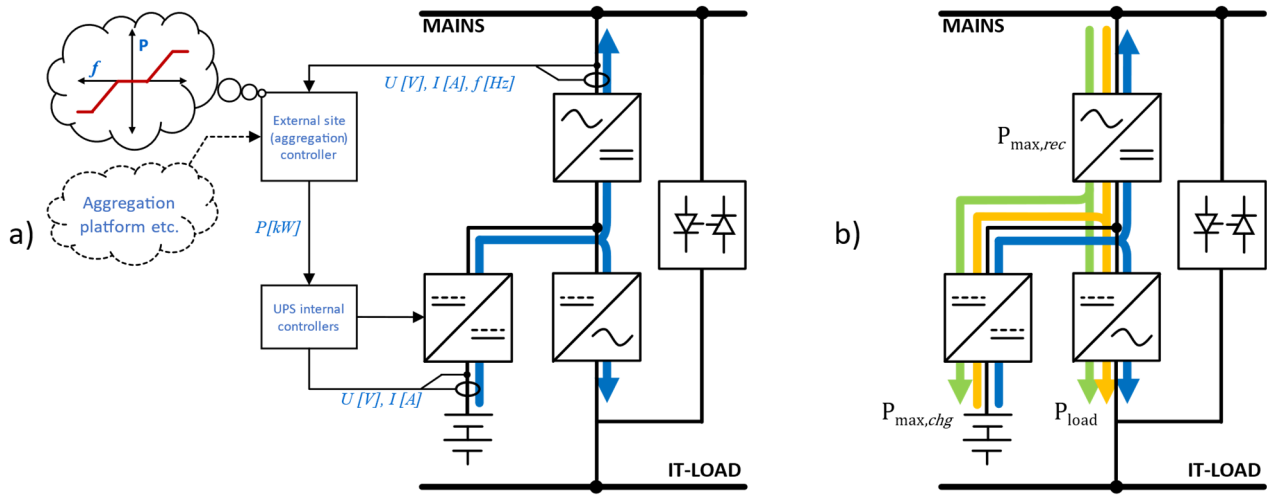 MAINS
P
f
U [V], I [A], f [Hz]
External site
(aggregation)
controller
Aggregation
platform etc.
a)
P[kW]
UPS internal
controllers
U [V], I [A]
IT-LOAD
MAINS
Pmax,rec
b)
Pmax,chg
Pload
IT-LOAD